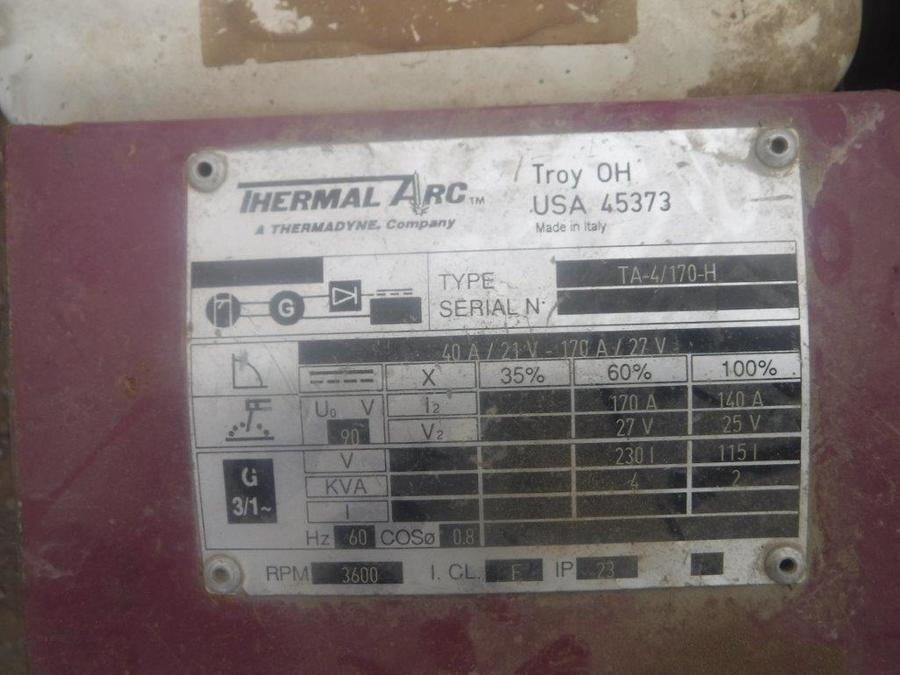 THERMAL ARC™
A THERMADYNE® Company
Troy OH
USA 45373
Made in Italy
G
TYPE TA-4/170-H
SERIAL N°
40 A / 21 V - 170 A / 27 V
X 35% 60% 100%
U₀ V I₂ 170 A 140 A
90 V₂ 27 V 25 V
G V 230 I 115 I
3/1~ KVA 4 2
I
Hz 60 COSø 0.8
RPM 3600 I. CL. F IP 23